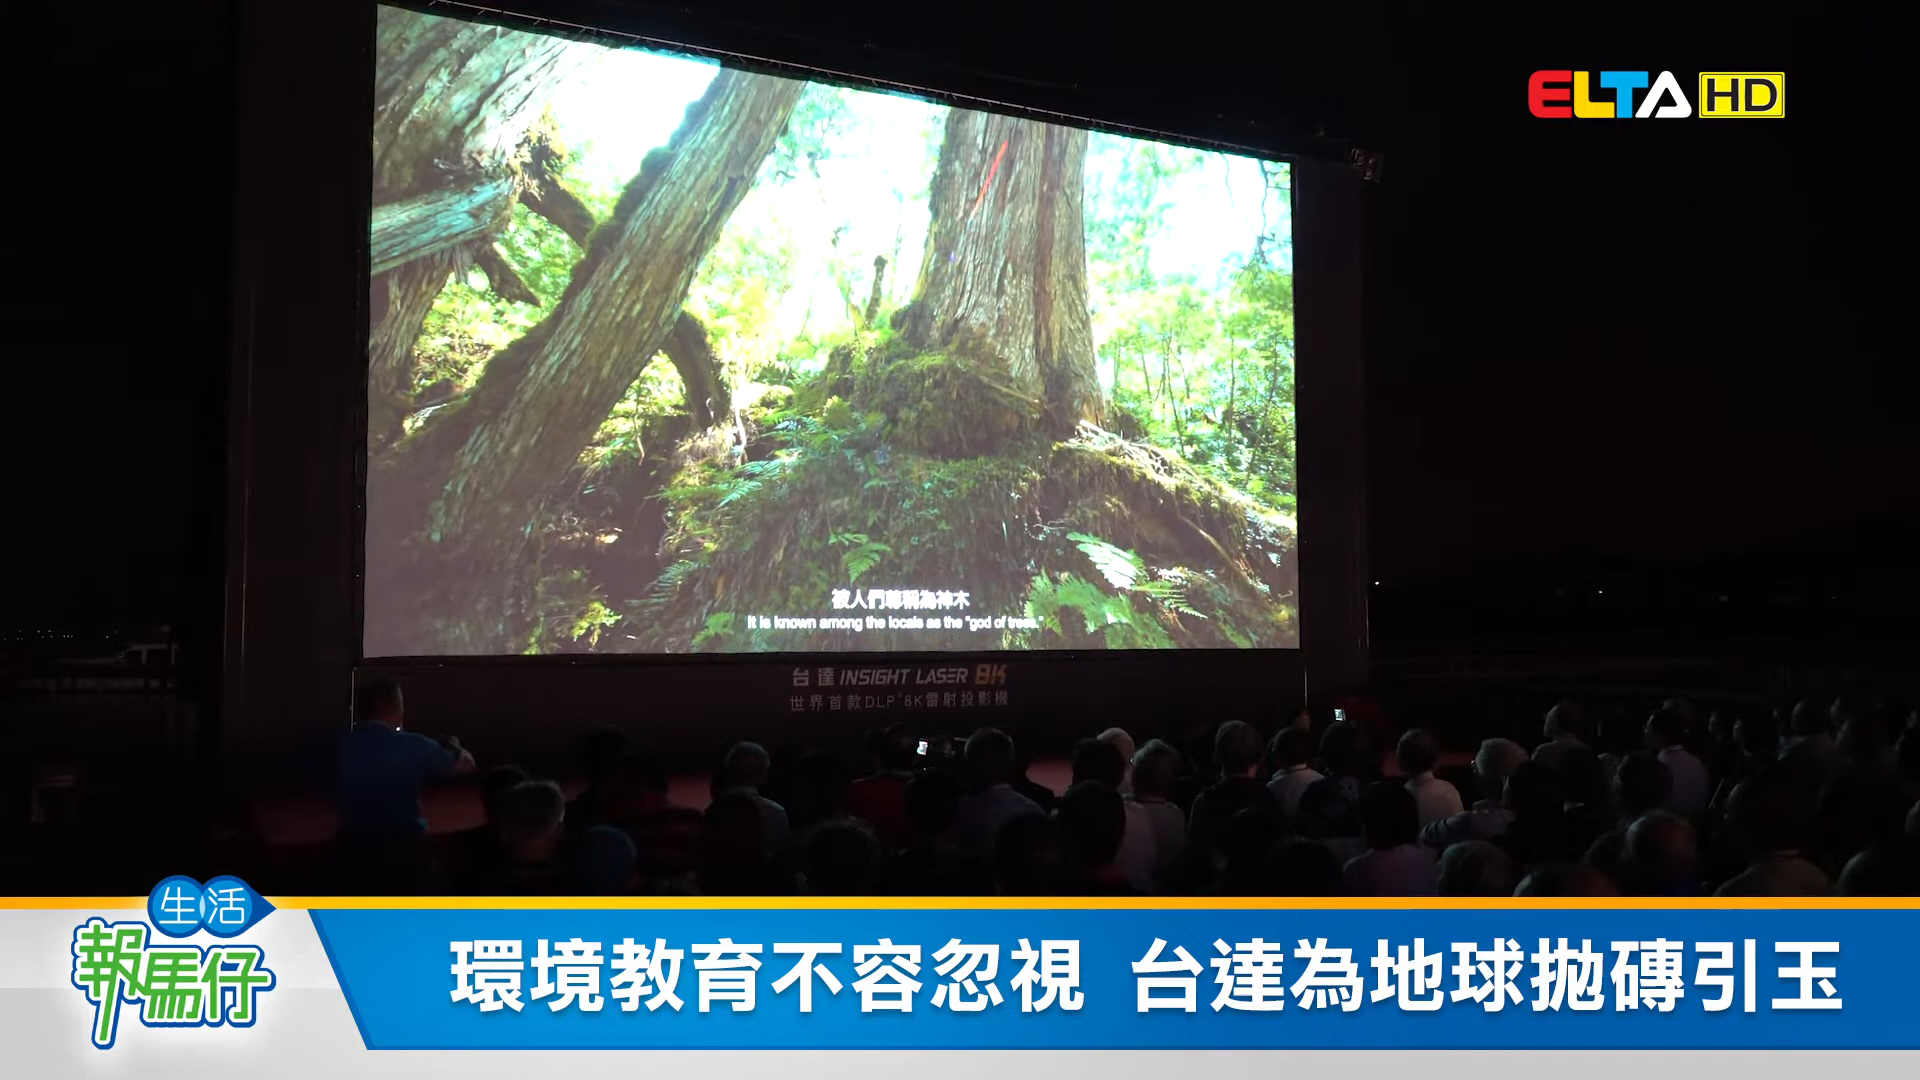 ELTA HD
被人們尊稱為神木
It is known among the locals as the "god of trees."
台達 INSIGHT LASER 8K
世界首款DLP®8K雷射投影機
生活
報馬仔
環境教育不容忽視 台達為地球拋磚引玉